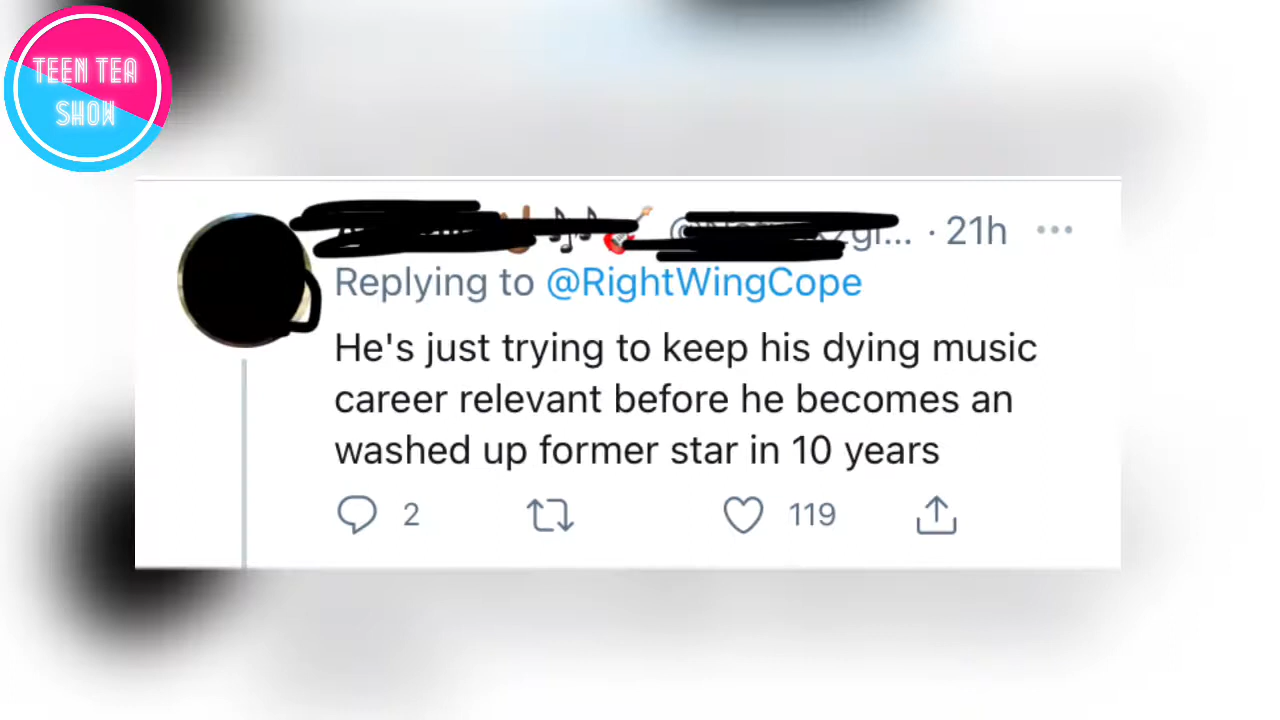 TEEN TEA
SHOW
· 21h
Replying to @RightWingCope
He's just trying to keep his dying music
career relevant before he becomes an
washed up former star in 10 years
2 119